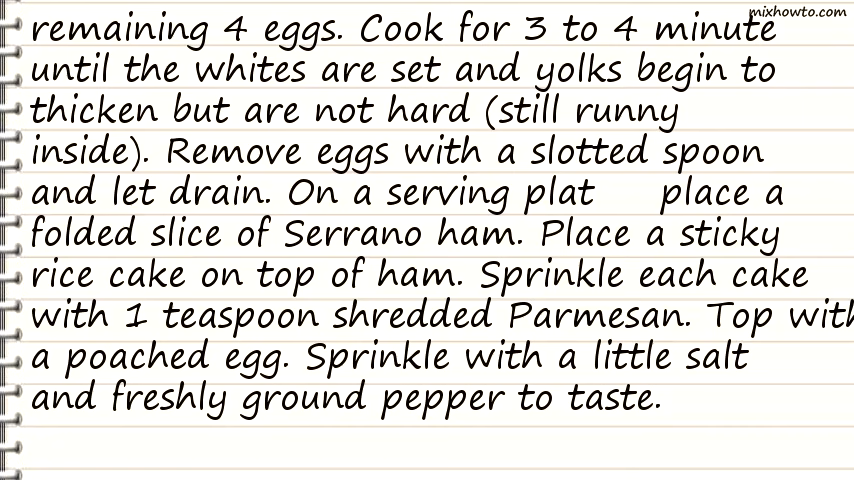 mixhowto.com
remaining 4 eggs. Cook for 3 to 4 minute
until the whites are set and yolks begin to
thicken but are not hard (still runny
inside). Remove eggs with a slotted spoon
and let drain. On a serving plat place a
folded slice of Serrano ham. Place a sticky
rice cake on top of ham. Sprinkle each cake
with 1 teaspoon shredded Parmesan. Top with
a poached egg. Sprinkle with a little salt
and freshly ground pepper to taste.